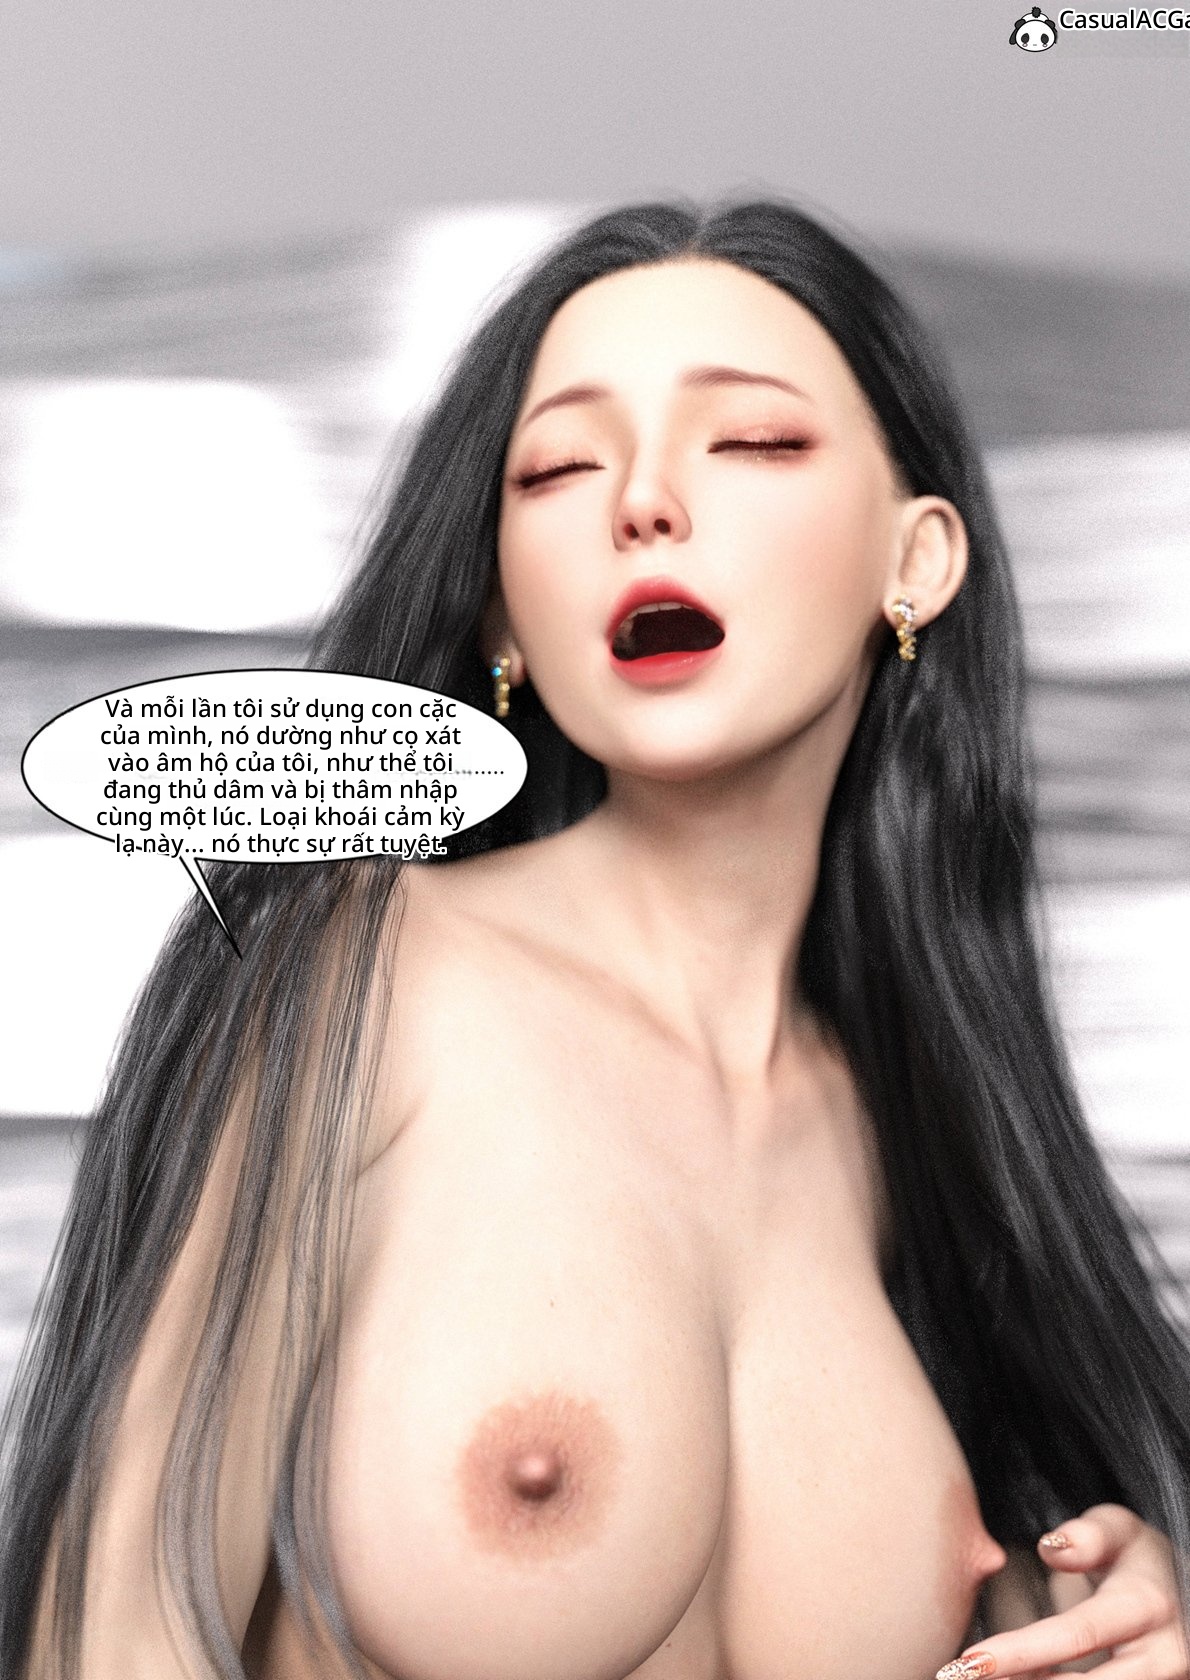 CasualACGa
Và mỗi lần tôi sử dụng con cặc
của mình, nó dường như cọ xát
vào âm hộ của tôi, như thể tôi
đang thủ dâm và bị thâm nhập
cùng một lúc. Loại khoái cảm kỳ
lạ này... nó thực sự rất tuyệt.